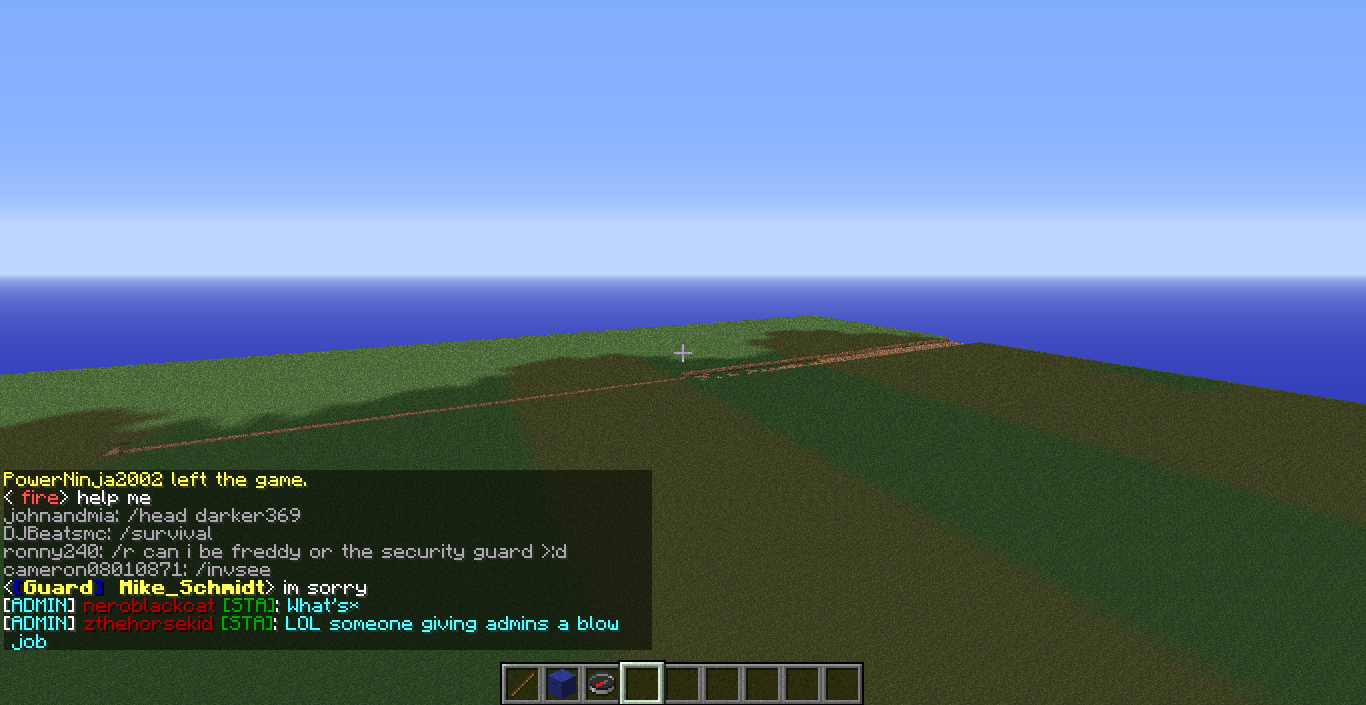 PowerNinja2002 left the game.
< fire> help me
johnandmia: /head darker369
DJBeatsmc: /survival
ronny240: /r can i be freddy or the security guard >:d
cameron08010871: /invsee
<[Guard] Mike_Schmidt> im sorry
[ADMIN] neroblackcat [STA]: What's×
[ADMIN] zthehorsekid [STA]: LOL someone giving admins a blow
job